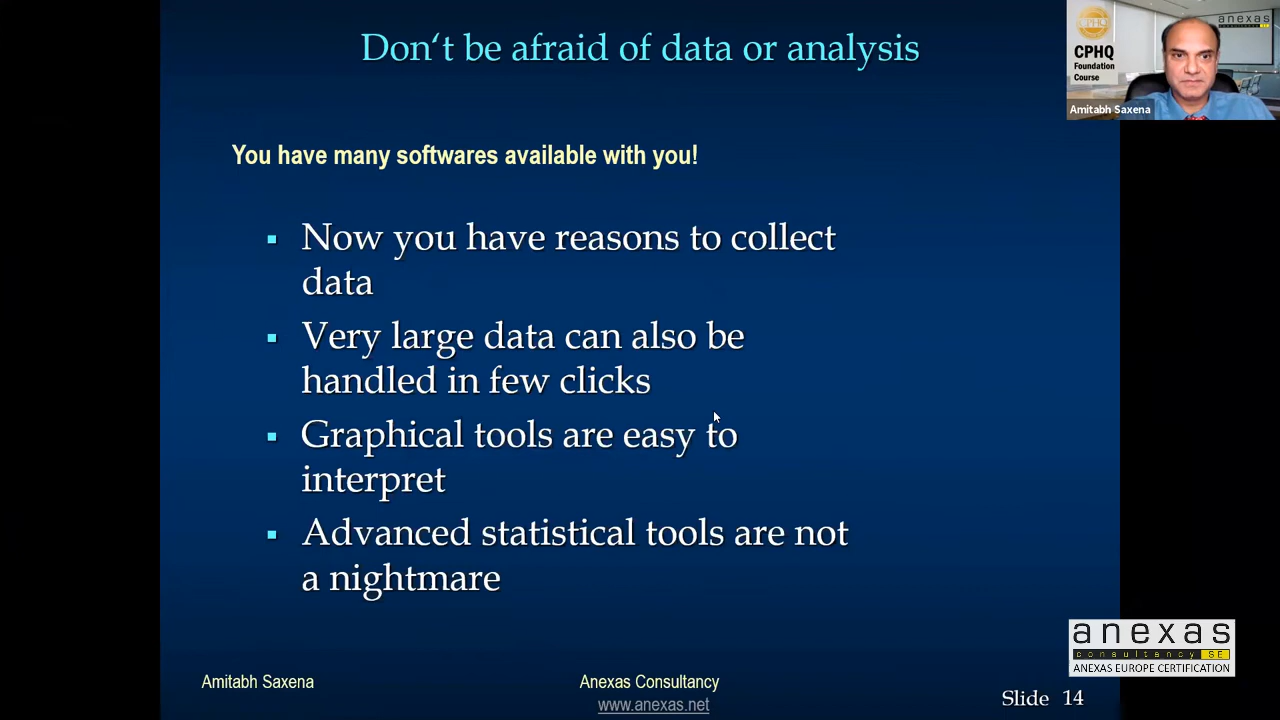 Don‘t be afraid of data or analysis
anexas
CPHQ
CPHQ
Foundation
Course
Amitabh Saxena
You have many softwares available with you!
Now you have reasons to collect
data
Very large data can also be
handled in few clicks
Graphical tools are easy to
interpret
Advanced statistical tools are not
a nightmare
anexas
consultancy SE
ANEXAS EUROPE CERTIFICATION
Amitabh Saxena
Anexas Consultancy
www.anexas.net
Slide 14